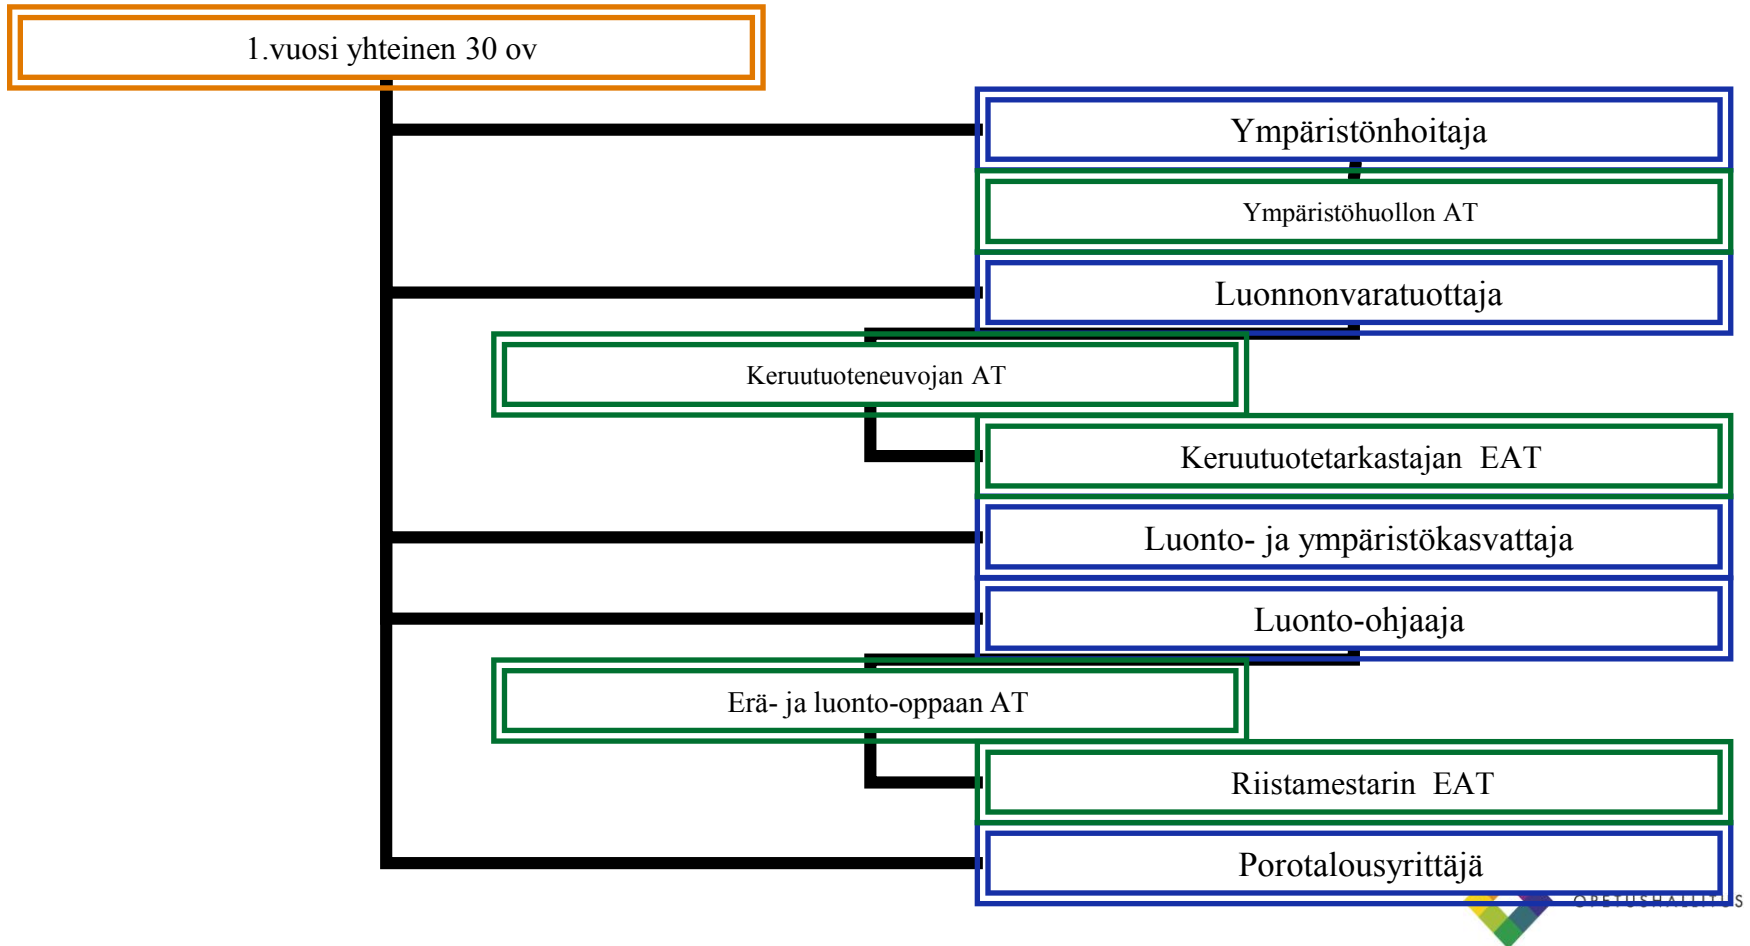 1.vuosi yhteinen 30 ov
Ympäristönhoitaja
Ympäristöhuollon AT
Luonnonvaratuottaja
Keruutuoteneuvojan AT
Keruutuotetarkastajan EAT
Luonto- ja ympäristökasvattaja
Luonto-ohjaaja
Erä- ja luonto-oppaan AT
Riistamestarin EAT
Porotalousyrittäjä
OPETUSHALLITUS